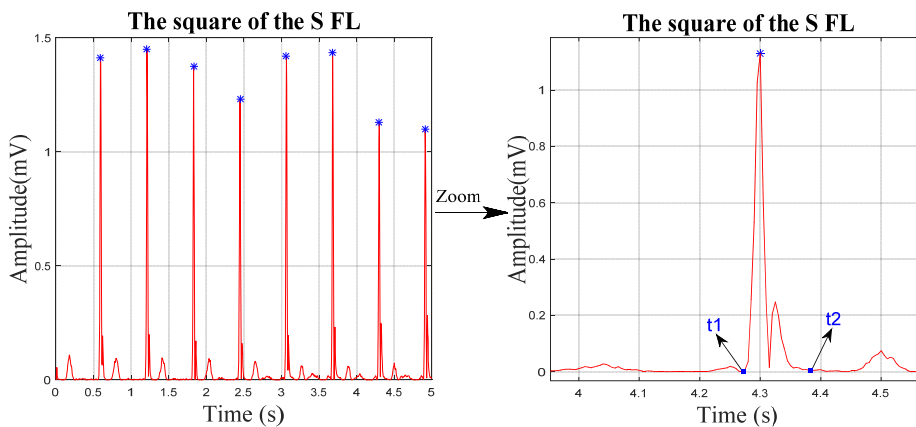 The square of the S FL
1.5
1
0.5
0
0 0.5 1 1.5 2 2.5 3 3.5 4 4.5 5
Amplitude(mV)
Time (s)
Zoom
The square of the S FL
1
0.8
0.6
0.4
0.2
0
4 4.1 4.2 4.3 4.4 4.5
Amplitude(mV)
Time (s)
t1
t2